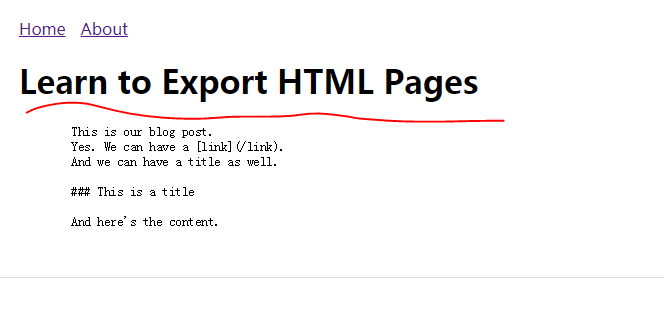 Home About
Learn to Export HTML Pages
This is our blog post.
Yes. We can have a [link](/link).
And we can have a title as well.
### This is a title
And here's the content.